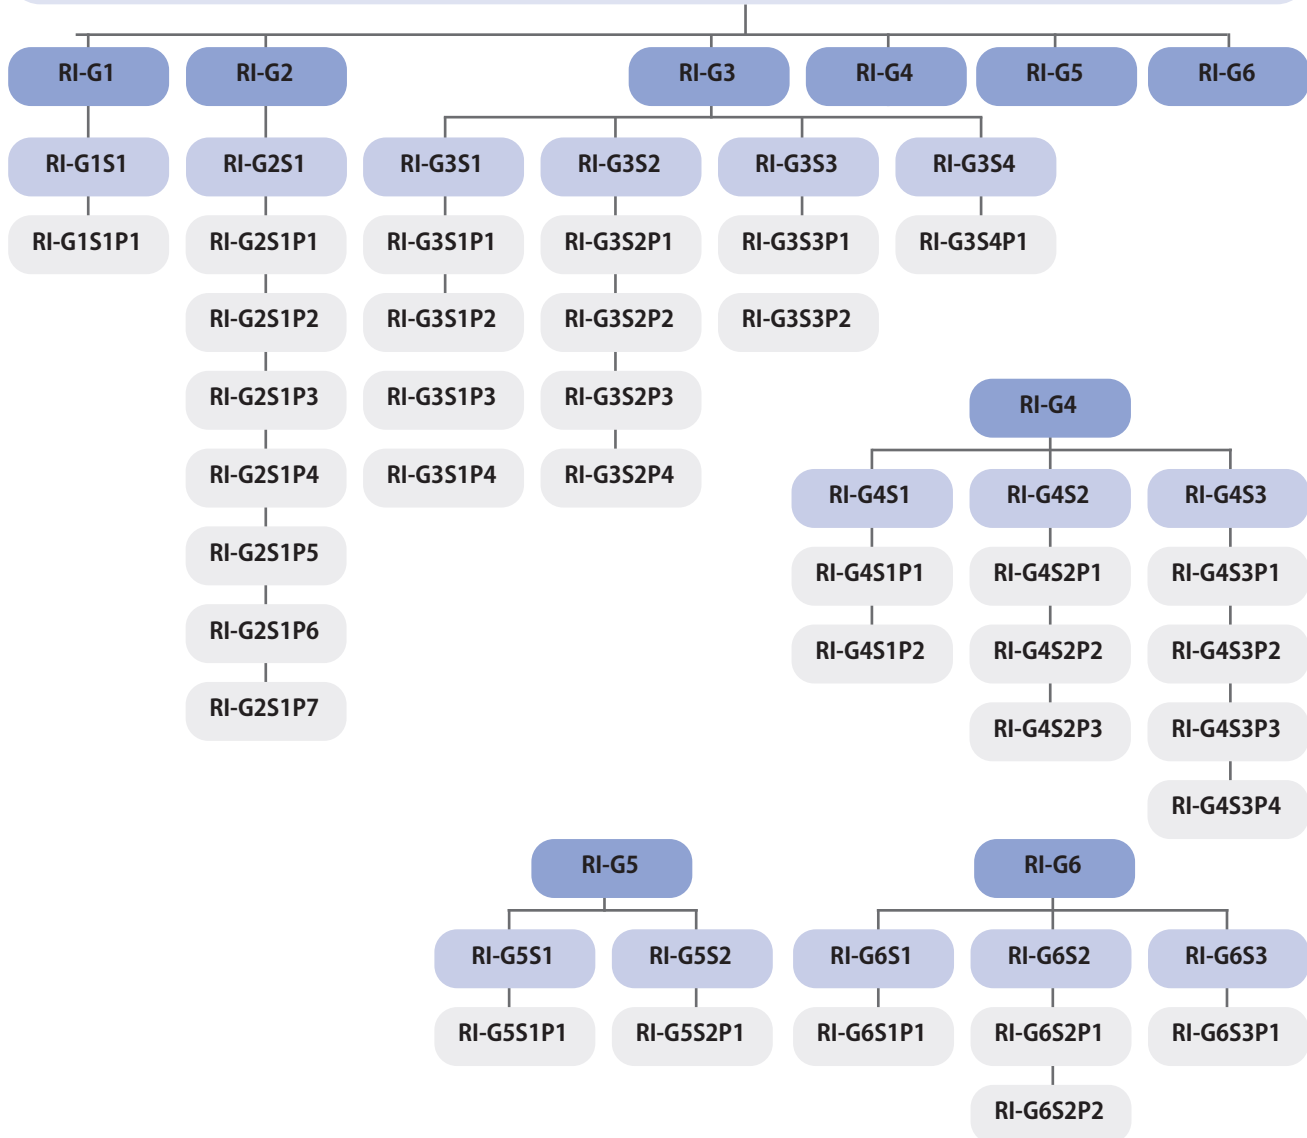 RI-G1 RI-G2 RI-G3 RI-G4 RI-G5 RI-G6
RI-G1S1 RI-G2S1 RI-G3S1 RI-G3S2 RI-G3S3 RI-G3S4
RI-G1S1P1 RI-G2S1P1 RI-G3S1P1 RI-G3S2P1 RI-G3S3P1 RI-G3S4P1
RI-G2S1P2 RI-G3S1P2 RI-G3S2P2 RI-G3S3P2
RI-G2S1P3 RI-G3S1P3 RI-G3S2P3
RI-G4
RI-G2S1P4 RI-G3S1P4 RI-G3S2P4
RI-G4S1 RI-G4S2 RI-G4S3
RI-G2S1P5
RI-G4S1P1 RI-G4S2P1 RI-G4S3P1
RI-G2S1P6
RI-G4S1P2 RI-G4S2P2 RI-G4S3P2
RI-G2S1P7
RI-G4S2P3 RI-G4S3P3
RI-G4S3P4
RI-G5 RI-G6
RI-G5S1 RI-G5S2 RI-G6S1 RI-G6S2 RI-G6S3
RI-G5S1P1 RI-G5S2P1 RI-G6S1P1 RI-G6S2P1 RI-G6S3P1
RI-G6S2P2